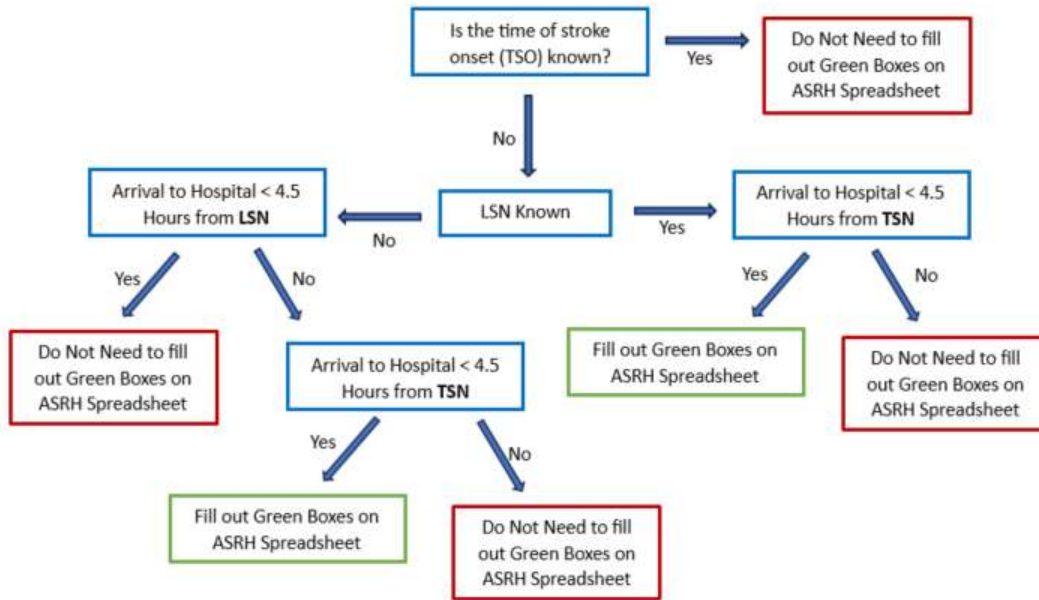 Is the time of stroke
onset (TSO) known?
Yes
Do Not Need to fill
out Green Boxes on
ASRH Spreadsheet
No
Arrival to Hospital < 4.5
Hours from LSN
No
LSN Known
Yes
Arrival to Hospital < 4.5
Hours from TSN
Yes
No
Yes
No
Do Not Need to fill
out Green Boxes on
ASRH Spreadsheet
Arrival to Hospital < 4.5
Hours from TSN
Fill out Green Boxes on
ASRH Spreadsheet
Do Not Need to fill
out Green Boxes on
ASRH Spreadsheet
Yes
No
Fill out Green Boxes on
ASRH Spreadsheet
Do Not Need to fill
out Green Boxes on
ASRH Spreadsheet